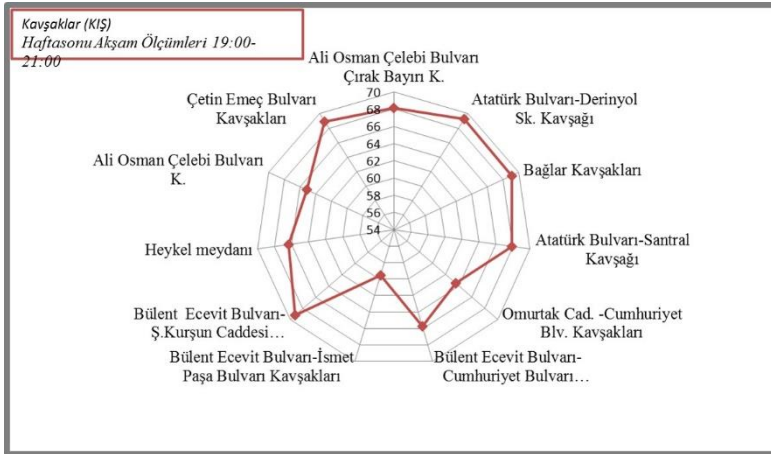 Kavşaklar (KIŞ)
Haftasonu Akşam Ölçümleri 19:00-
21:00
Ali Osman Çelebi Bulvarı
Çırak Bayırı K.
Atatürk Bulvarı-Derinyol
Sk. Kavşağı
Bağlar Kavşakları
Atatürk Bulvarı-Santral
Kavşağı
Omurtak Cad. -Cumhuriyet
Blv. Kavşakları
Bülent Ecevit Bulvarı-
Cumhuriyet Bulvarı…
Bülent Ecevit Bulvarı-İsmet
Paşa Bulvarı Kavşakları
Bülent Ecevit Bulvarı-
Ş.Kurşun Caddesi…
Heykel meydanı
Ali Osman Çelebi Bulvarı
K.
Çetin Emeç Bulvarı
Kavşakları
70
68
66
64
62
60
58
56
54